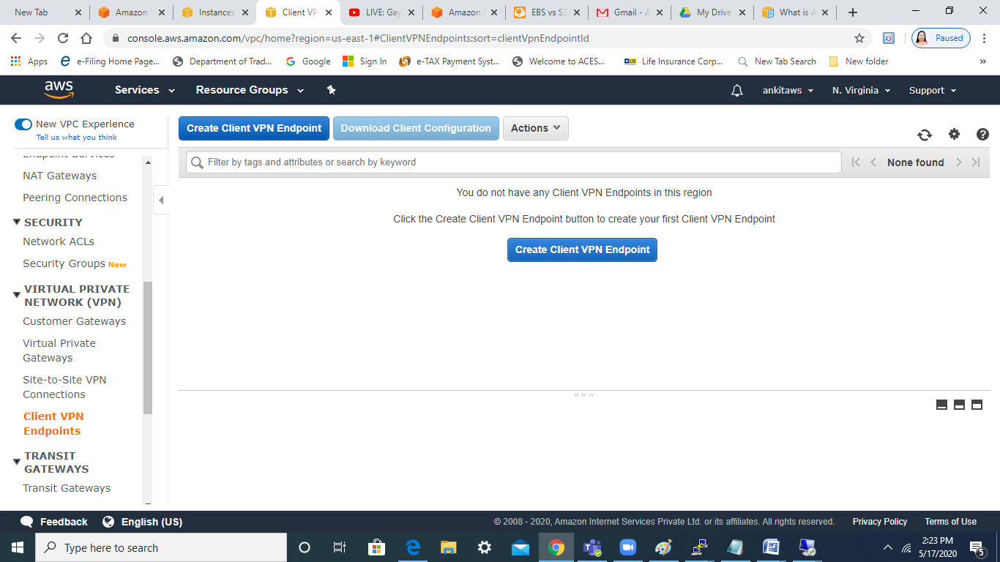 New Tab
Amazon
Instances
Client VP
LIVE: Gay
Amazon
EBS vs S3
Gmail - A
My Drive
What is A
console.aws.amazon.com/vpc/home?region=us-east-1#ClientVPNEndpoints:sort=clientVpnEndpointId
Paused
Apps
e-Filing Home Page...
Department of Trad...
Google
Sign In
e-TAX Payment Syst...
Welcome to ACES...
Life Insurance Corp...
New Tab Search
New folder
aws
Services
Resource Groups
ankitaws
N. Virginia
Support
New VPC Experience
Tell us what you think
Endpoint Services
NAT Gateways
Peering Connections
SECURITY
Network ACLs
Security Groups New
VIRTUAL PRIVATE
NETWORK (VPN)
Customer Gateways
Virtual Private
Gateways
Site-to-Site VPN
Connections
Client VPN
Endpoints
TRANSIT
GATEWAYS
Transit Gateways
Create Client VPN Endpoint
Download Client Configuration
Actions
Filter by tags and attributes or search by keyword
None found
You do not have any Client VPN Endpoints in this region
Click the Create Client VPN Endpoint button to create your first Client VPN Endpoint
Create Client VPN Endpoint
Feedback
English (US)
© 2008 - 2020, Amazon Internet Services Private Ltd. or its affiliates. All rights reserved.
Privacy Policy
Terms of Use
Type here to search
2:23 PM
5/17/2020
5